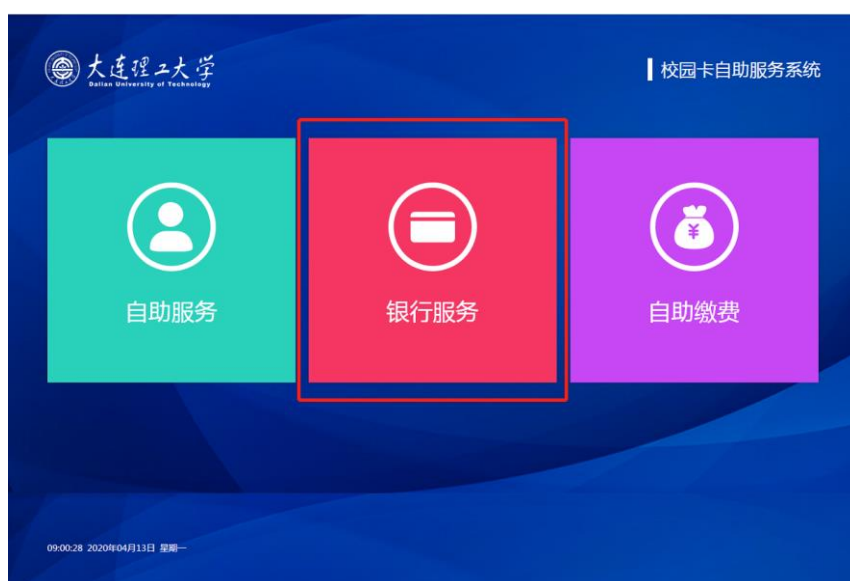 大连理工大学
Dalian University of Technology
校园卡自助服务系统
¥
自助服务
银行服务
自助缴费
09:00:28 2020年04月13日 星期一